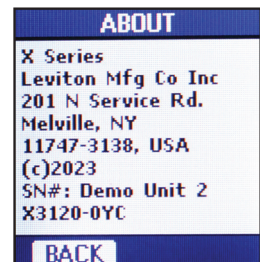 ABOUT
X Series
Leviton Mfg Co Inc
201 N Service Rd.
Melville, NY
11747-3138, USA
(c)2023
SN#: Demo Unit 2
X3120-0YC
BACK